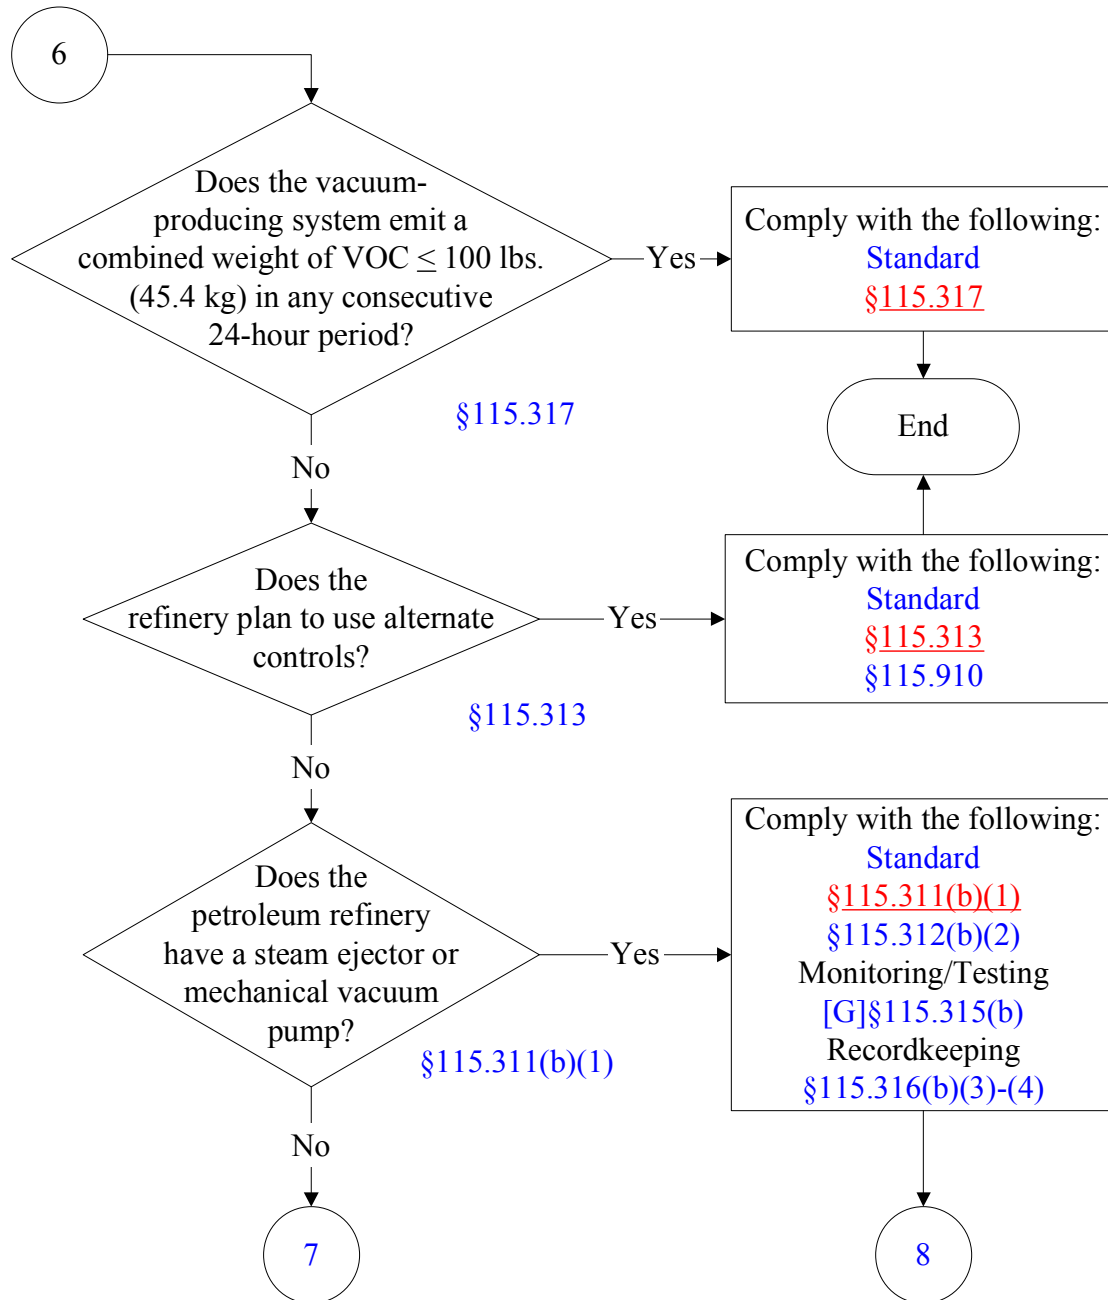 6
Does the vacuum-
producing system emit a
combined weight of VOC ≤ 100 lbs.
(45.4 kg) in any consecutive
24-hour period?
Yes
Comply with the following:
Standard
§115.317
§115.317
End
No
Does the
refinery plan to use alternate
controls?
Yes
Comply with the following:
Standard
§115.313
§115.910
§115.313
No
Does the
petroleum refinery
have a steam ejector or
mechanical vacuum
pump?
Yes
Comply with the following:
Standard
§115.311(b)(1)
§115.312(b)(2)
Monitoring/Testing
[G]§115.315(b)
Recordkeeping
§115.316(b)(3)-(4)
§115.311(b)(1)
No
7
8